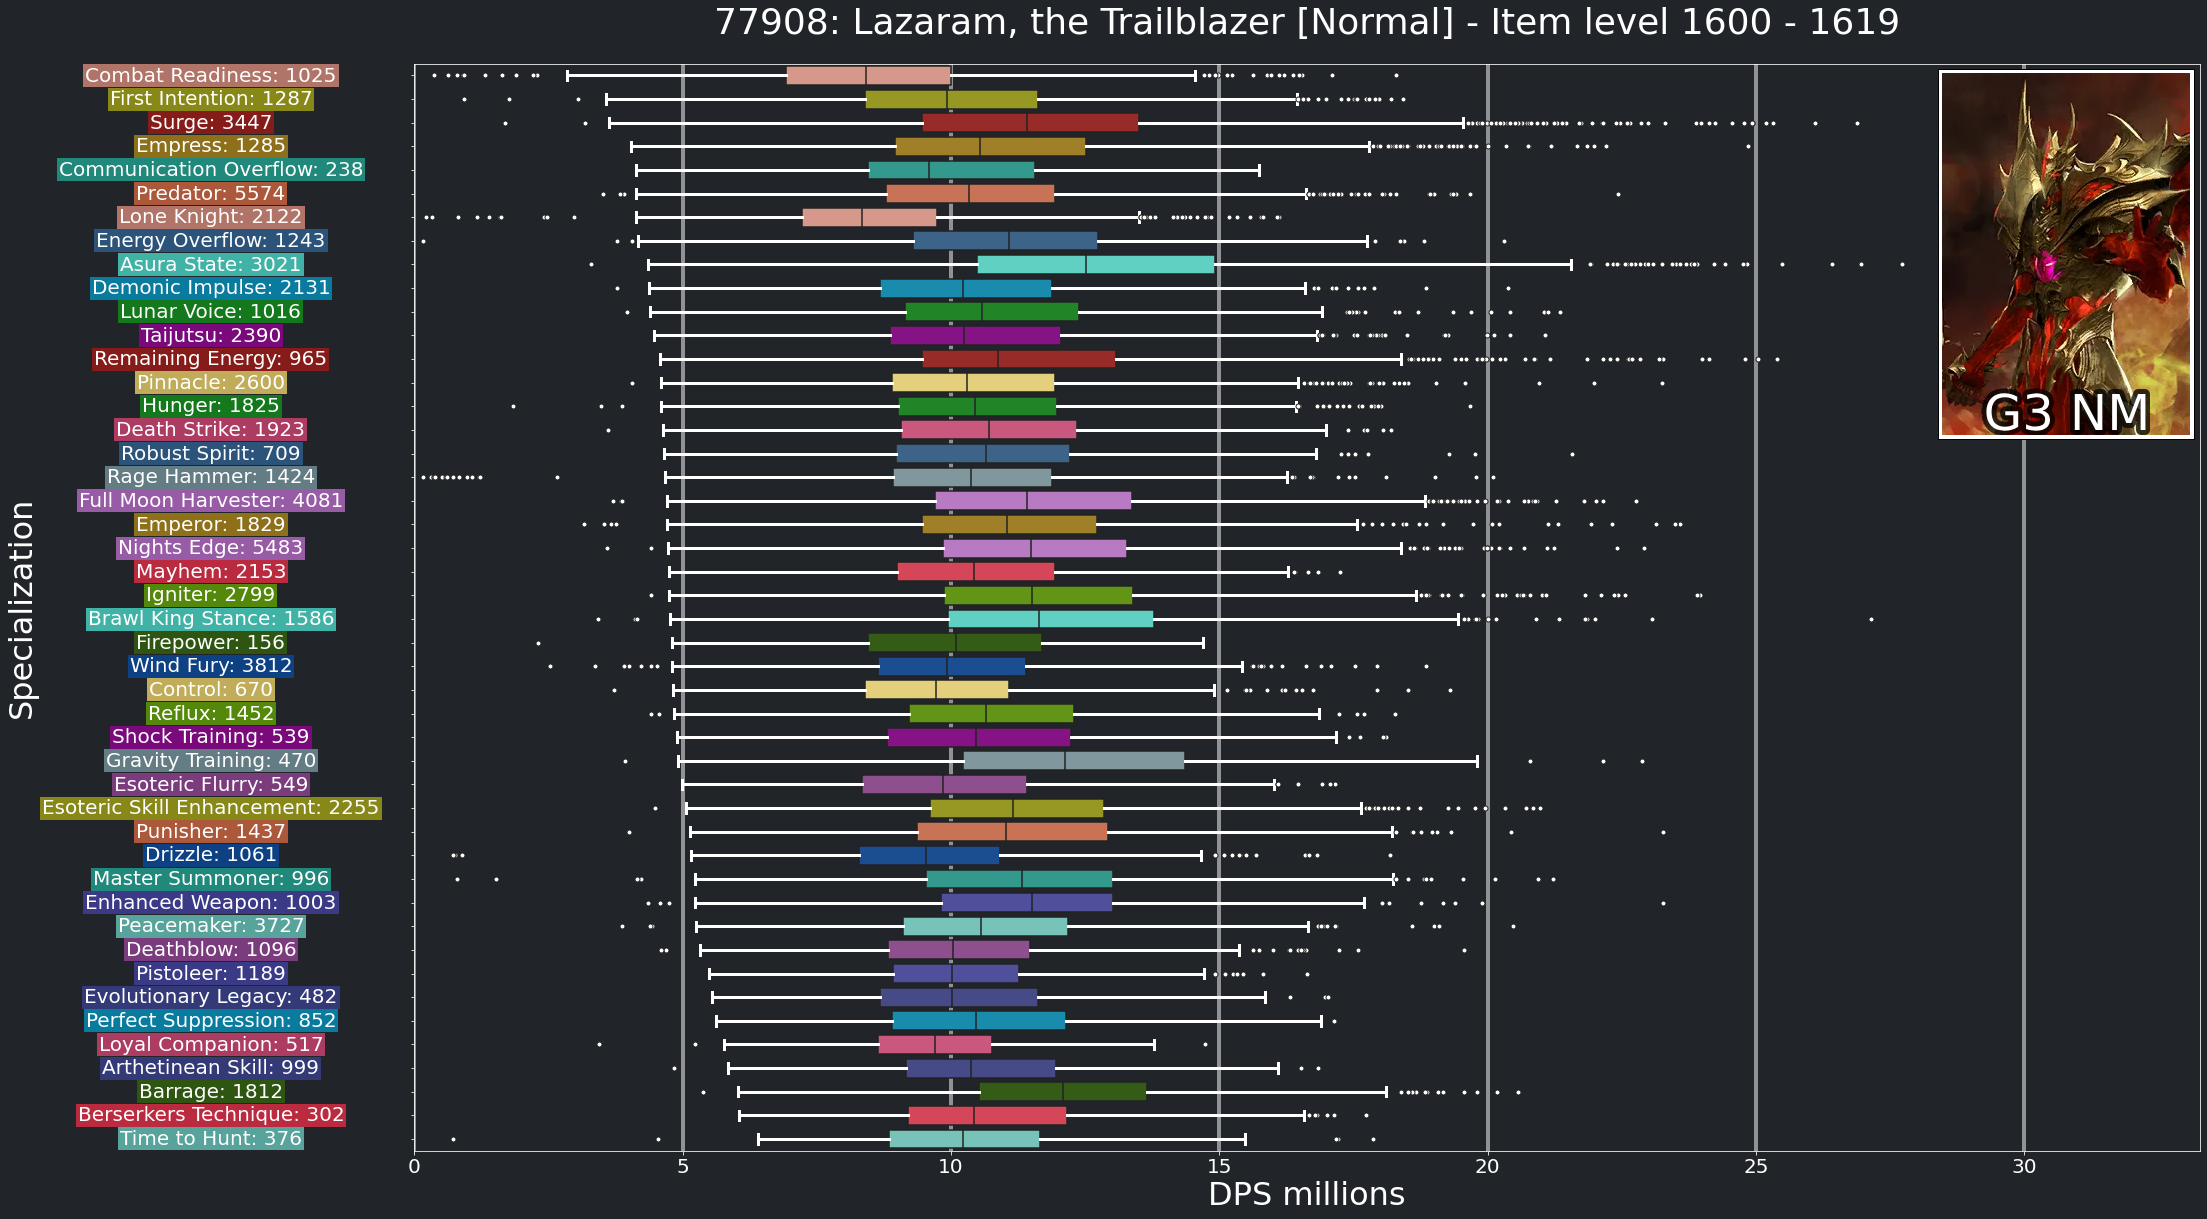 77908: Lazaram, the Trailblazer [Normal] - Item level 1600 - 1619
Specialization
Combat Readiness: 1025
First Intention: 1287
Surge: 3447
Empress: 1285
Communication Overflow: 238
Predator: 5574
Lone Knight: 2122
Energy Overflow: 1243
Asura State: 3021
Demonic Impulse: 2131
Lunar Voice: 1016
Taijutsu: 2390
Remaining Energy: 965
Pinnacle: 2600
Hunger: 1825
Death Strike: 1923
Robust Spirit: 709
Rage Hammer: 1424
Full Moon Harvester: 4081
Emperor: 1829
Nights Edge: 5483
Mayhem: 2153
Igniter: 2799
Brawl King Stance: 1586
Firepower: 156
Wind Fury: 3812
Control: 670
Reflux: 1452
Shock Training: 539
Gravity Training: 470
Esoteric Flurry: 549
Esoteric Skill Enhancement: 2255
Punisher: 1437
Drizzle: 1061
Master Summoner: 996
Enhanced Weapon: 1003
Peacemaker: 3727
Deathblow: 1096
Pistoleer: 1189
Evolutionary Legacy: 482
Perfect Suppression: 852
Loyal Companion: 517
Arthetinean Skill: 999
Barrage: 1812
Berserkers Technique: 302
Time to Hunt: 376
G3 NM
0 5 10 15 20 25 30
DPS millions